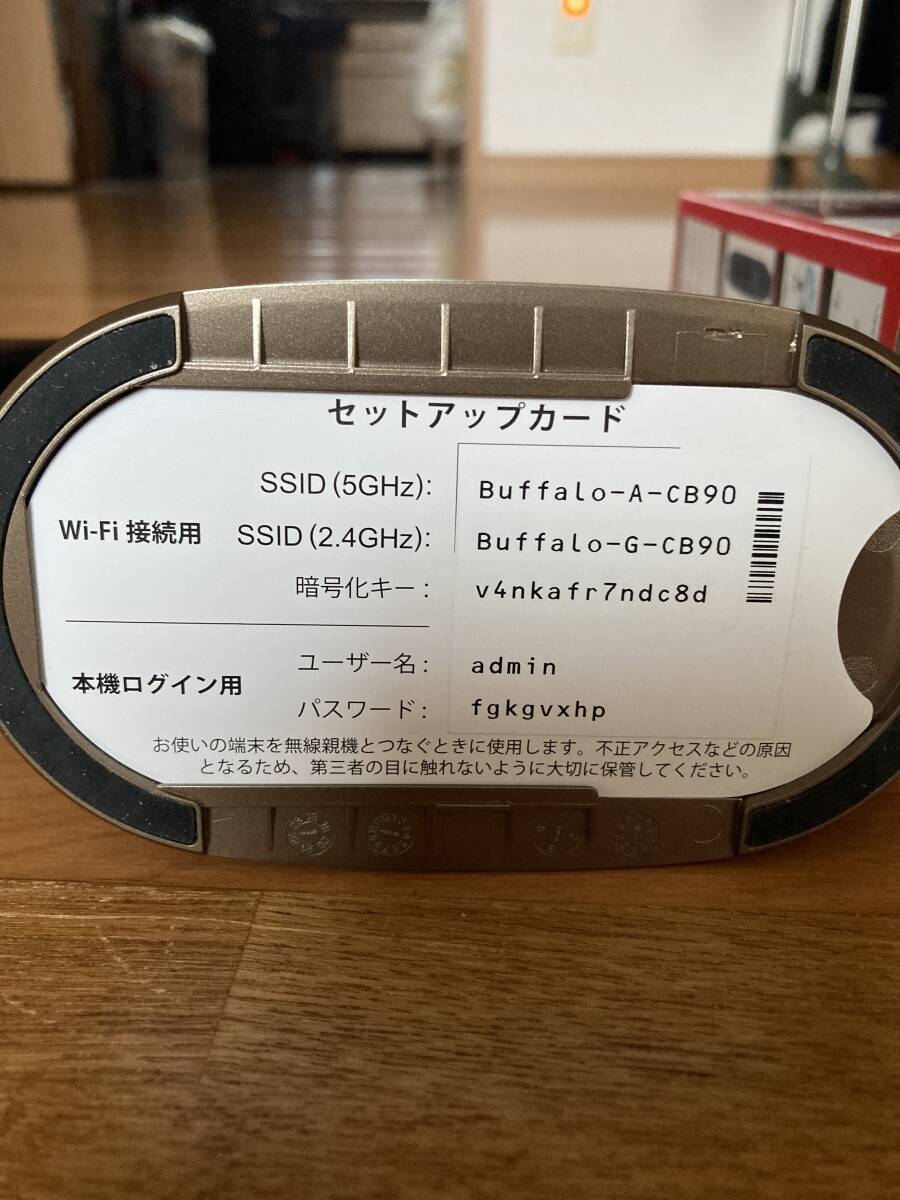 セットアップカード
Wi-Fi 接続用
SSID (5GHz): Buffalo-A-CB90
SSID (2.4GHz): Buffalo-G-CB90
暗号化キー: v4nkafr7ndc8d
本機ログイン用
ユーザー名: admin
パスワード: fgkgvxhp
お使いの端末を無線親機とつなぐときに使用します。不正アクセスなどの原因
となるため、第三者の目に触れないように大切に保管してください。